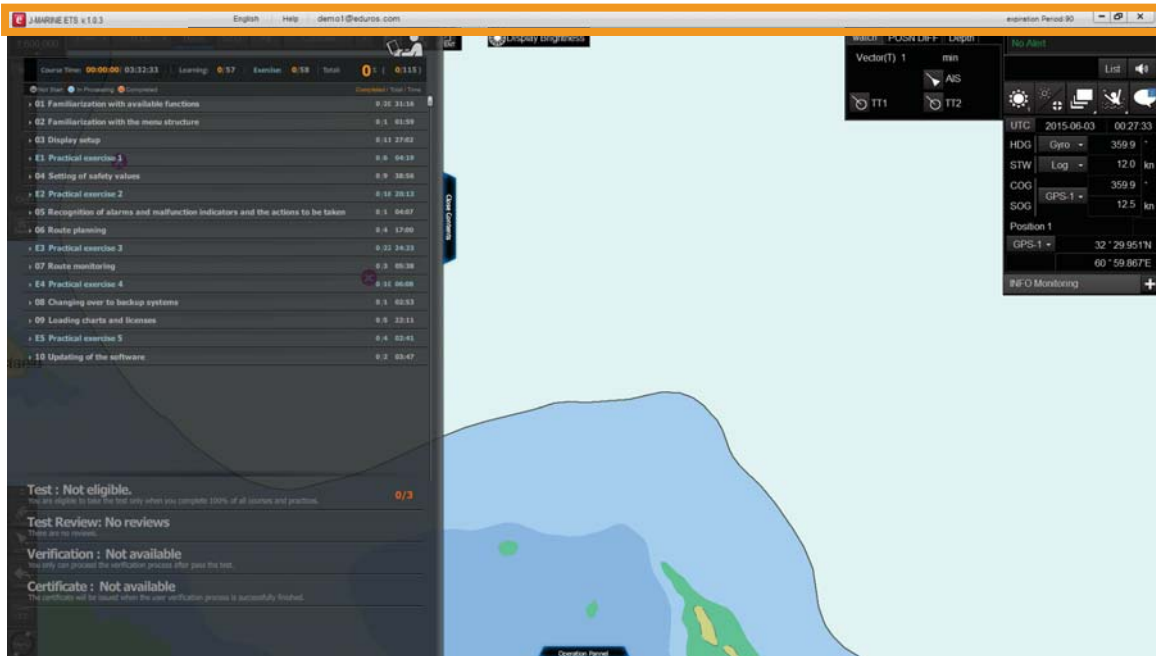 J-MARINE ETS v.1.0.3 English Help demo1@eduros.com expiration Period:90
Display Brightness
Watch POSN DIFF Depth
Vector(T) 1 min
AIS
TT1 TT2
No Alert
List
UTC 2015-06-03 00:27:33
HDG Gyro 359.9 °
STW Log 12.0 kn
COG GPS-1 359.9 °
SOG 12.5 kn
Position 1
GPS-1 32 ° 29.951'N
60 ° 59.867'E
INFO Monitoring
Course Time: 00:00:00/ 03:32:33 Learning: 0/57 Exercise: 0/58 Total: 0% ( 0/115)
Not Start In Processing Completed Completed / Total / Time
01 Familiarization with available functions 31:16
02 Familiarization with the menu structure 0/1 01:59
03 Display setup 0/11 27:02
E1 Practical exercise 1 0/6 04:19
04 Setting of safety values 0/9 38:56
E2 Practical exercise 2 20:13
05 Recognition of alarms and malfunction indicators and the actions to be taken 0/1 04:07
06 Route planning 0/4 17:00
E3 Practical exercise 3 0/22 24:23
07 Route monitoring 0/3 05:38
E4 Practical exercise 4 06:08
08 Changing over to backup systems 0/1 02:53
09 Loading charts and licenses 22:11
E5 Practical exercise 5 0/4 02:41
10 Updating of the software 0/2 03:47
Close Contents
Test : Not eligible. 0/3
You are eligible to take the test only when you complete 100% of all courses and practices.
Test Review: No reviews
There are no reviews.
Verification : Not available
You only can proceed the verification process after pass the test.
Certificate : Not available
The certificate will be issued when the user verification process is successfully finished.
Operation Pannel